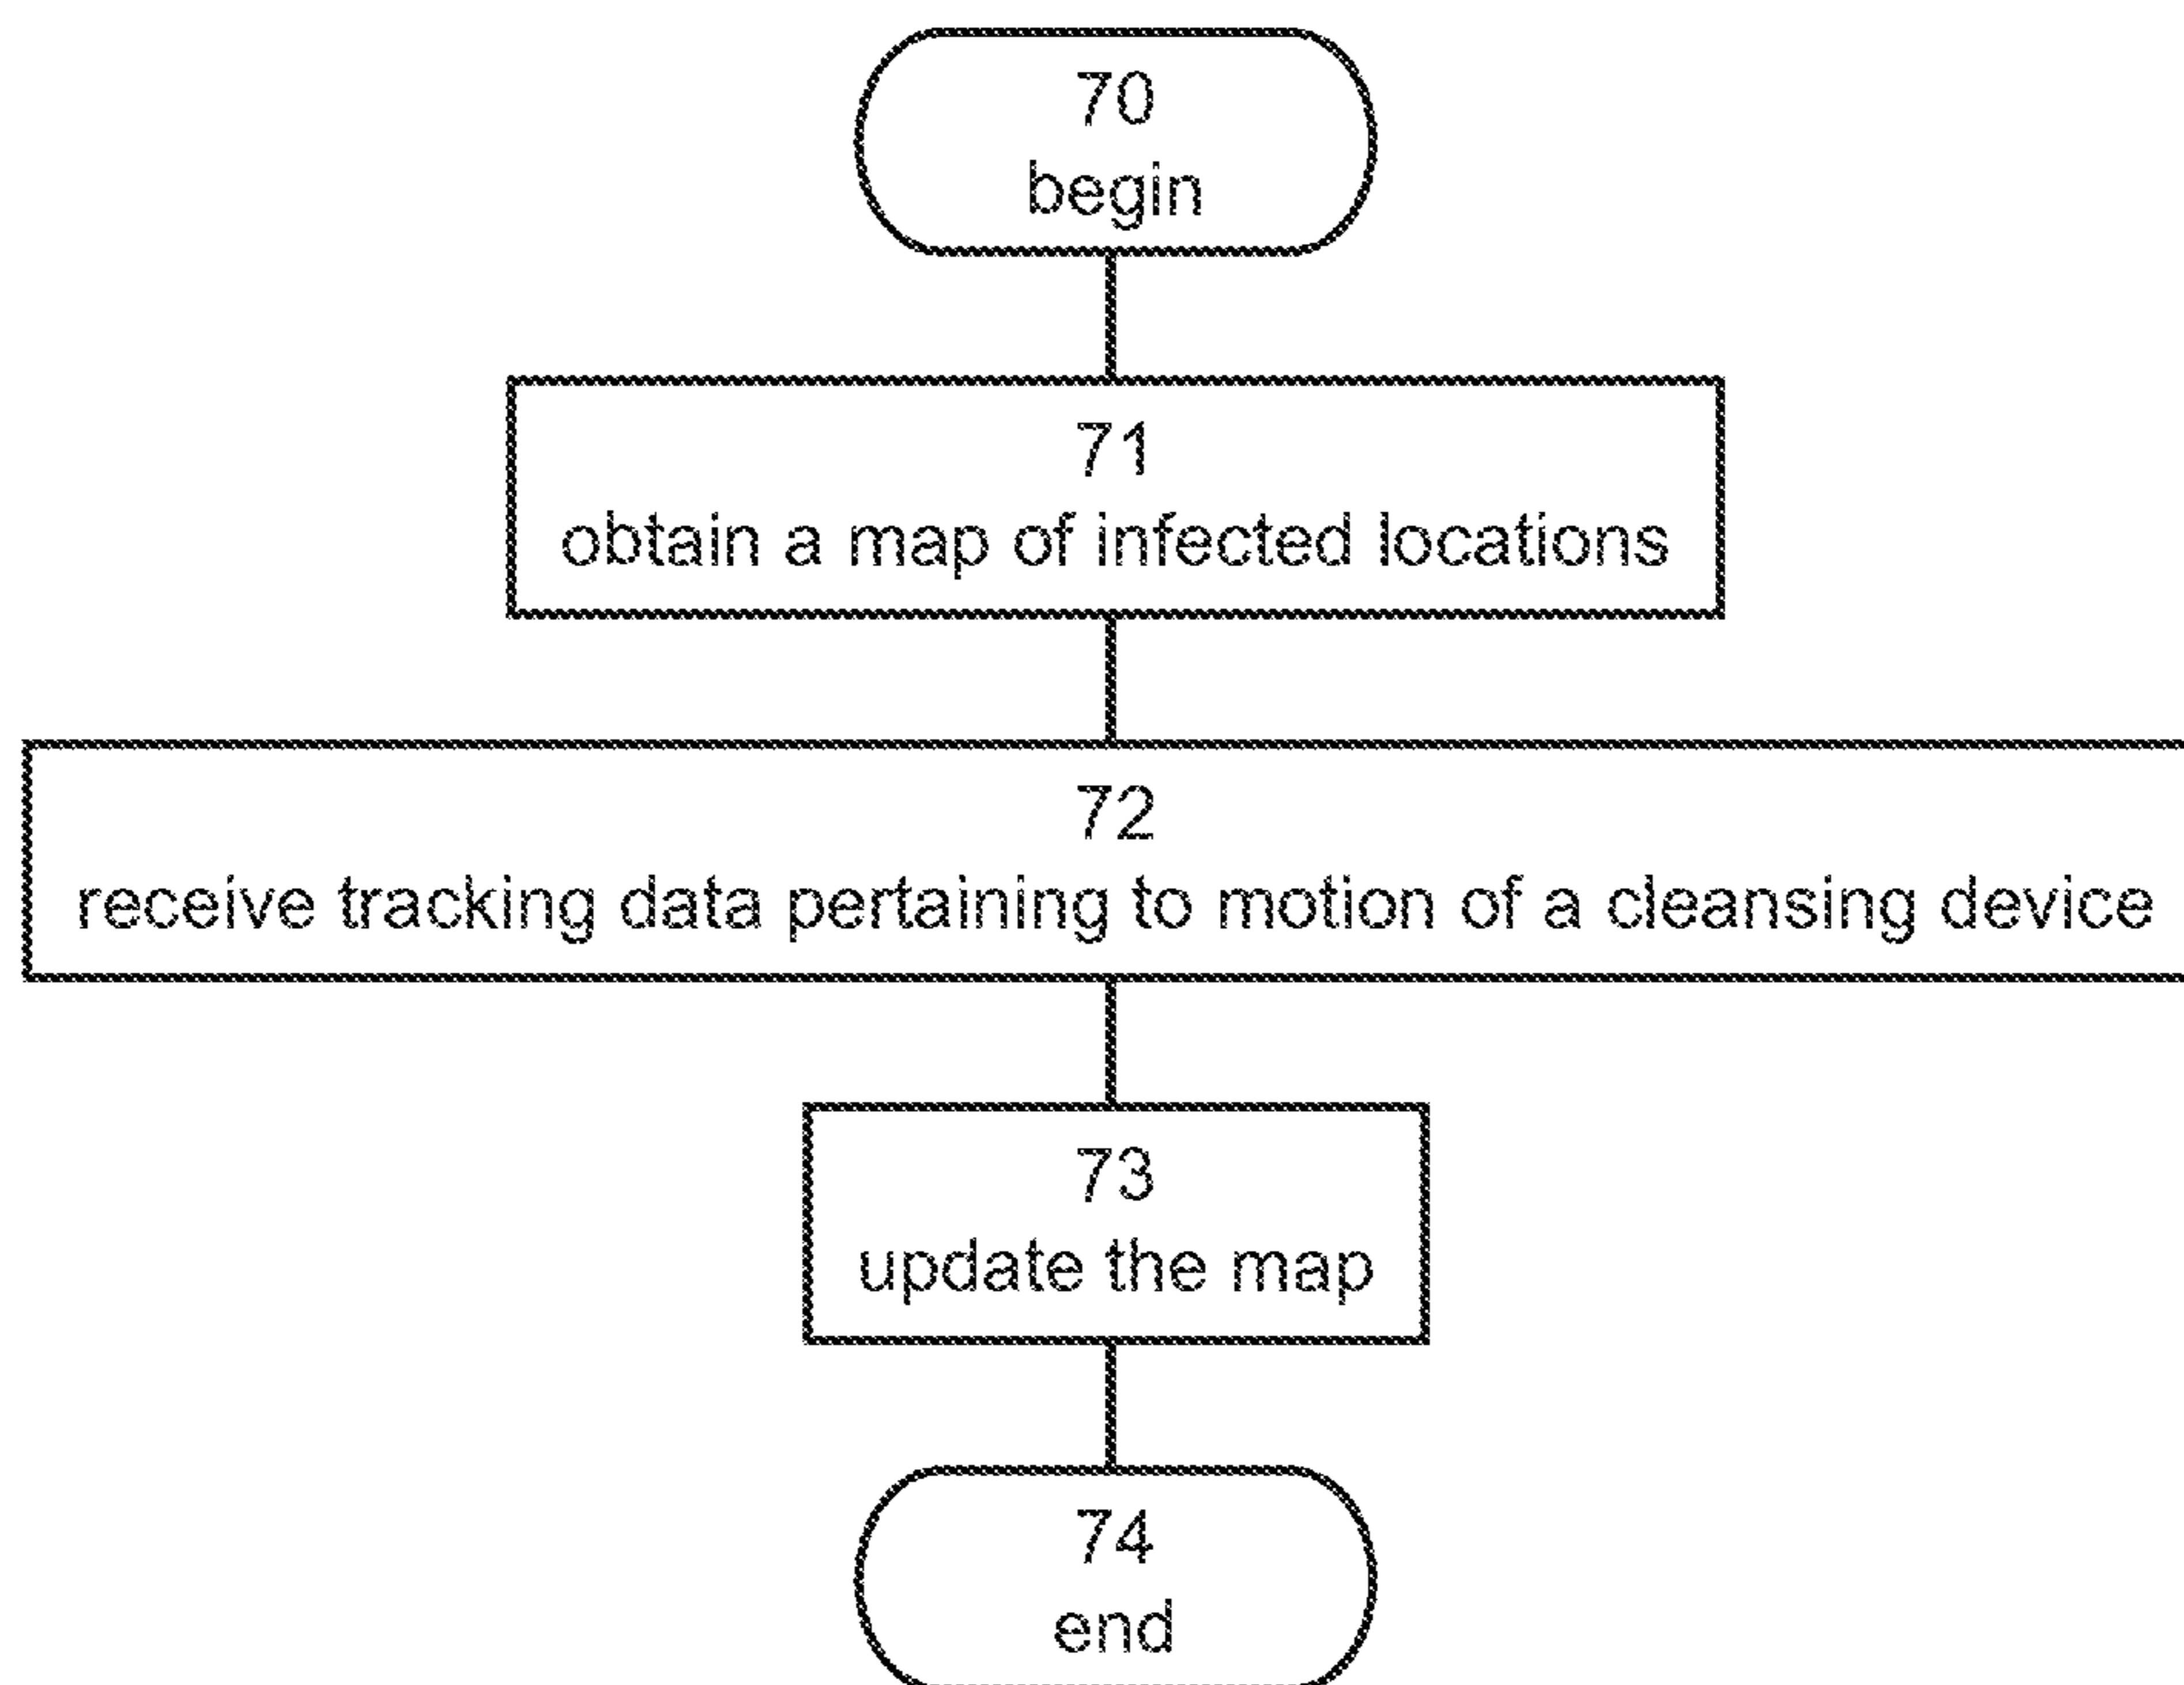 70
begin
71
obtain a map of infected locations
72
receive tracking data pertaining to motion of a cleansing device
73
update the map
74
end